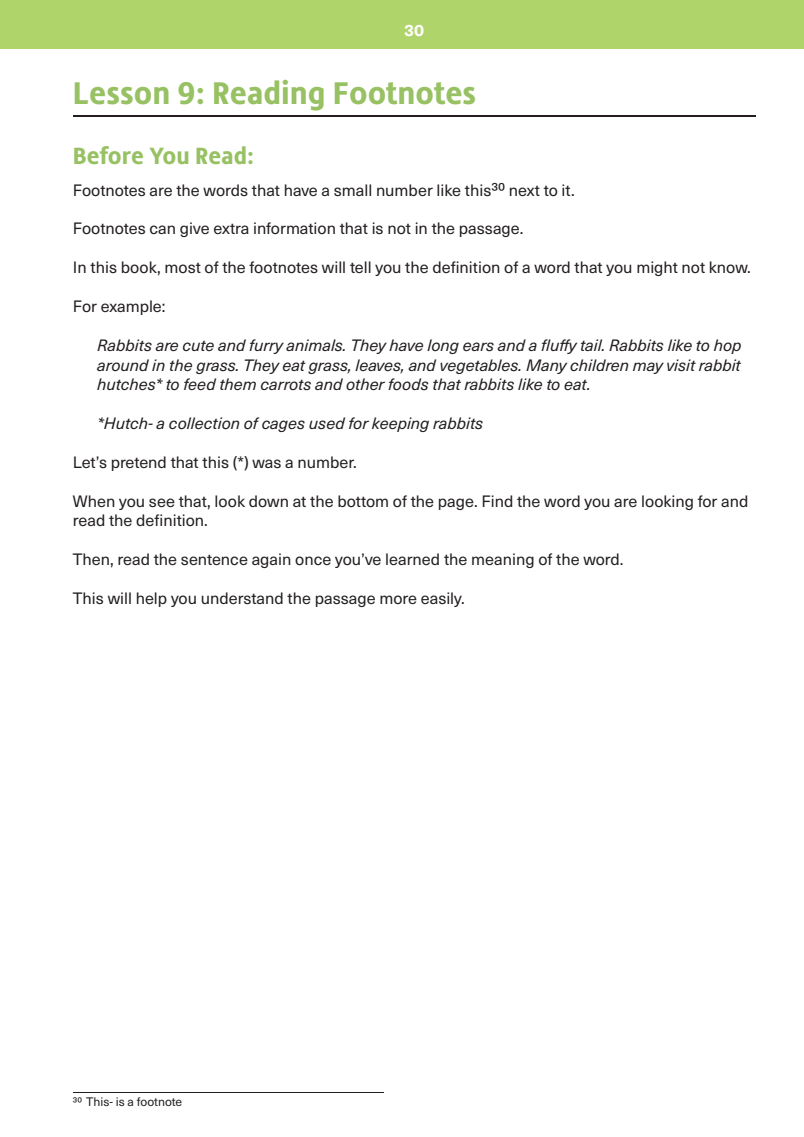 30
Lesson 9: Reading Footnotes
Before You Read:
Footnotes are the words that have a small number like this³⁰ next to it.
Footnotes can give extra information that is not in the passage.
In this book, most of the footnotes will tell you the definition of a word that you might not know.
For example:
Rabbits are cute and furry animals. They have long ears and a fluffy tail. Rabbits like to hop
around in the grass. They eat grass, leaves, and vegetables. Many children may visit rabbit
hutches* to feed them carrots and other foods that rabbits like to eat.
*Hutch- a collection of cages used for keeping rabbits
Let's pretend that this (*) was a number.
When you see that, look down at the bottom of the page. Find the word you are looking for and
read the definition.
Then, read the sentence again once you've learned the meaning of the word.
This will help you understand the passage more easily.
³⁰ This- is a footnote